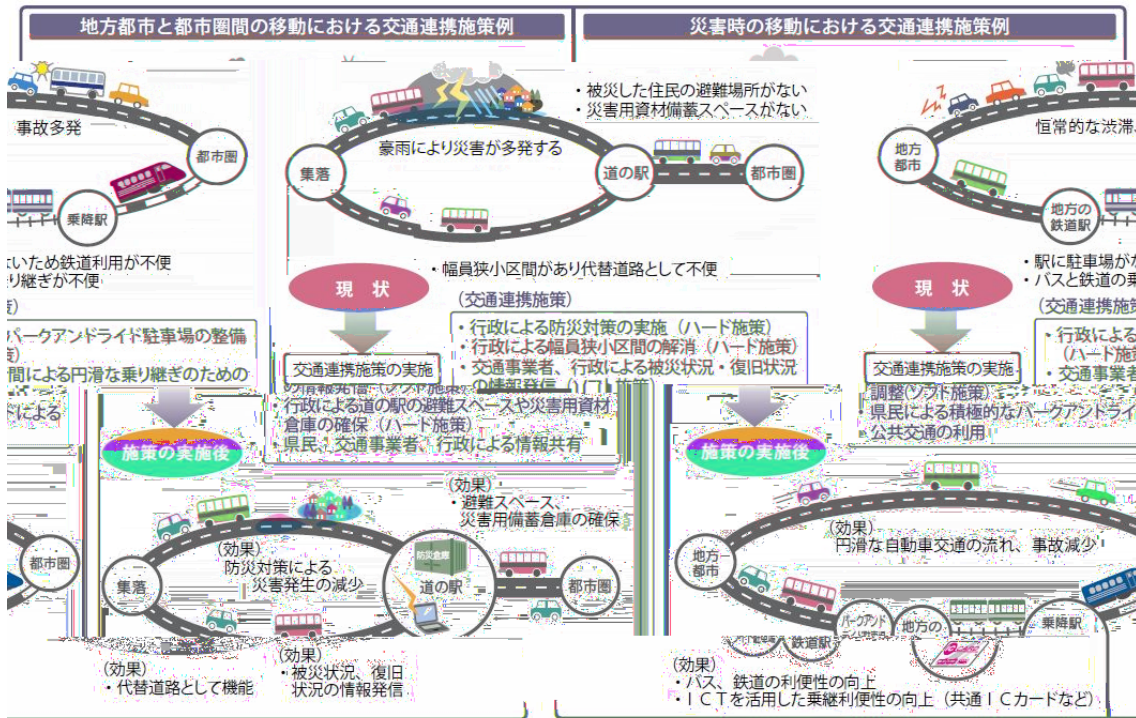 地方都市と都市圏間の移動における交通連携施策例
災害時の移動における交通連携施策例
事故多発
都市圏
乗降駅
ないため鉄道利用が不便
り継ぎが不便
パークアンドライド駐車場の整備
間による円滑な乗り継ぎのための
による
都市圏
・被災した住民の避難場所がない
・災害用資材備蓄スペースがない
豪雨により災害が多発する
集落
道の駅
都市圏
・幅員狭小区間があり代替道路として不便
現 状
(交通連携施策)
・行政による防災対策の実施(ハード施策)
・行政による幅員狭小区間の解消(ハード施策)
・交通事業者、行政による被災状況・復旧状況
の情報発信(ソフト施策)
交通連携施策の実施
・行政による道の駅の避難スペースや災害用資材
倉庫の確保(ハード施策)
・県民、交通事業者、行政による情報共有
施策の実施後
(効果)
・避難スペース、
災害用備蓄倉庫の確保
(効果)
防災対策による
災害発生の減少
防災倉庫
集落
道の駅
都市圏
(効果)
・代替道路として機能
(効果)
・被災状況、復旧
状況の情報発信
恒常的な渋滞
地方
都市
地方の
鉄道駅
・駅に駐車場が
・バスと鉄道の乗
現 状
(交通連携施策
・行政による
(ハード施
・交通事業者
交通連携施策の実施
調整(ソフト施策)
・県民による積極的なパークアンドライ
公共交通の利用
施策の実施後
(効果)
円滑な自動車交通の流れ、事故減少
地方
都市
パークアンド
鉄道駅
地方の
乗降駅
(効果)
・バス、鉄道の利便性の向上
・ICTを活用した乗継利便性の向上(共通ICカードなど)